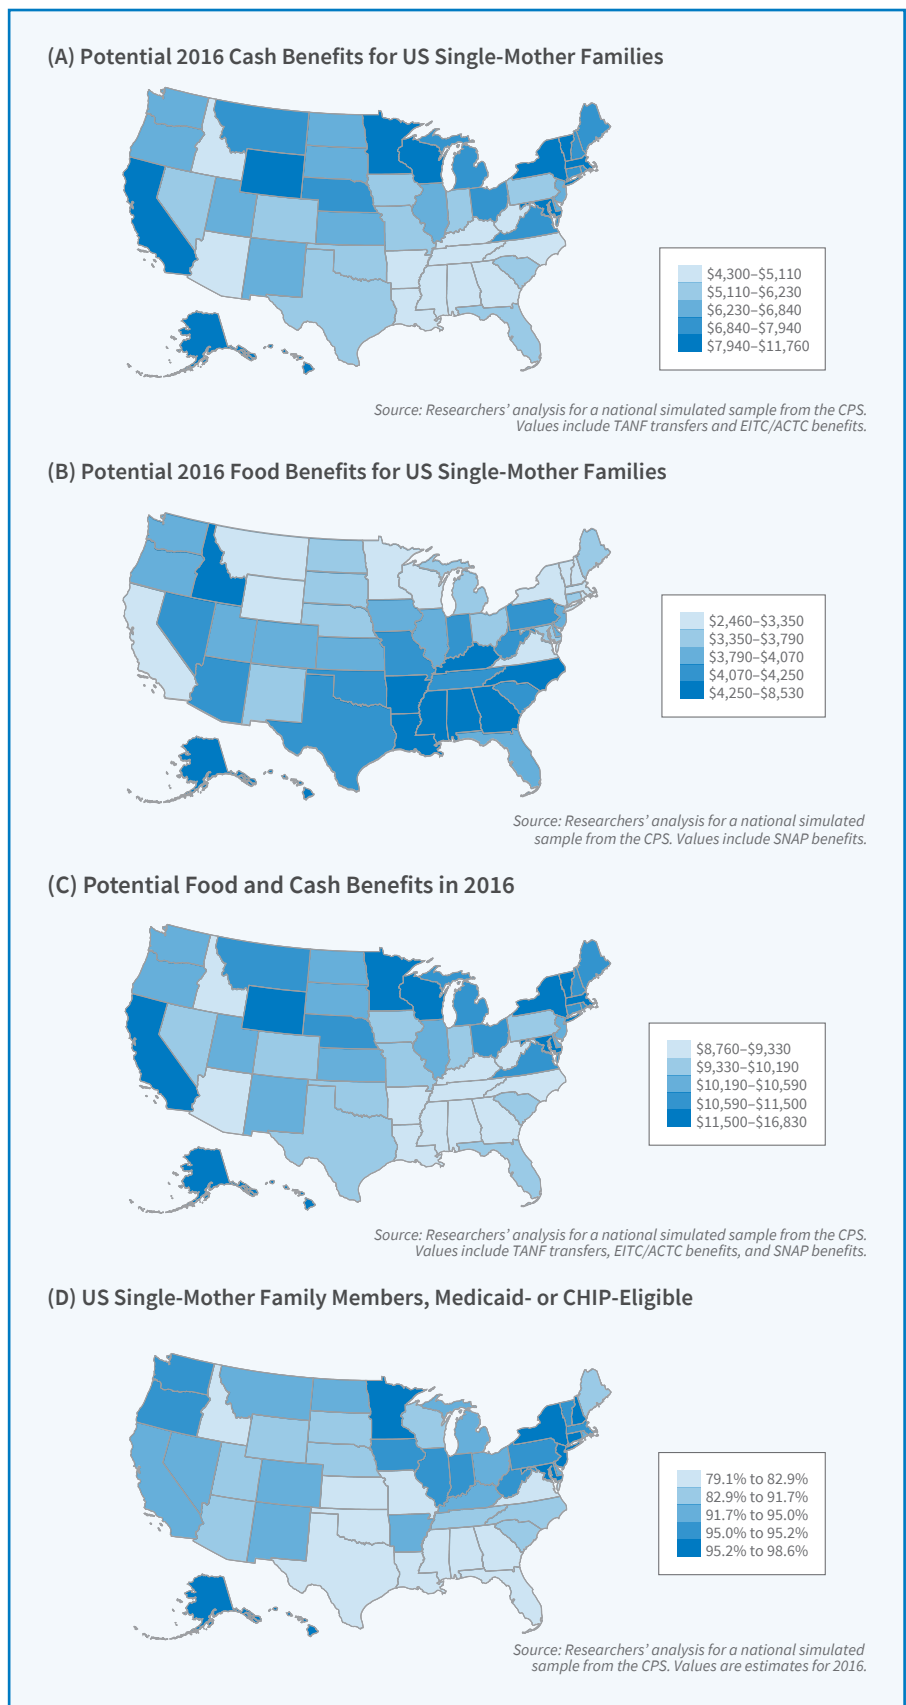 (A) Potential 2016 Cash Benefits for US Single-Mother Families
$4,300–$5,110
$5,110–$6,230
$6,230–$6,840
$6,840–$7,940
$7,940–$11,760
Source: Researchers’ analysis for a national simulated sample from the CPS.
Values include TANF transfers and EITC/ACTC benefits.
(B) Potential 2016 Food Benefits for US Single-Mother Families
$2,460–$3,350
$3,350–$3,790
$3,790–$4,070
$4,070–$4,250
$4,250–$8,530
Source: Researchers’ analysis for a national simulated
sample from the CPS. Values include SNAP benefits.
(C) Potential Food and Cash Benefits in 2016
$8,760–$9,330
$9,330–$10,190
$10,190–$10,590
$10,590–$11,500
$11,500–$16,830
Source: Researchers’ analysis for a national simulated sample from the CPS.
Values include TANF transfers, EITC/ACTC benefits, and SNAP benefits.
(D) US Single-Mother Family Members, Medicaid- or CHIP-Eligible
79.1% to 82.9%
82.9% to 91.7%
91.7% to 95.0%
95.0% to 95.2%
95.2% to 98.6%
Source: Researchers’ analysis for a national simulated
sample from the CPS. Values are estimates for 2016.